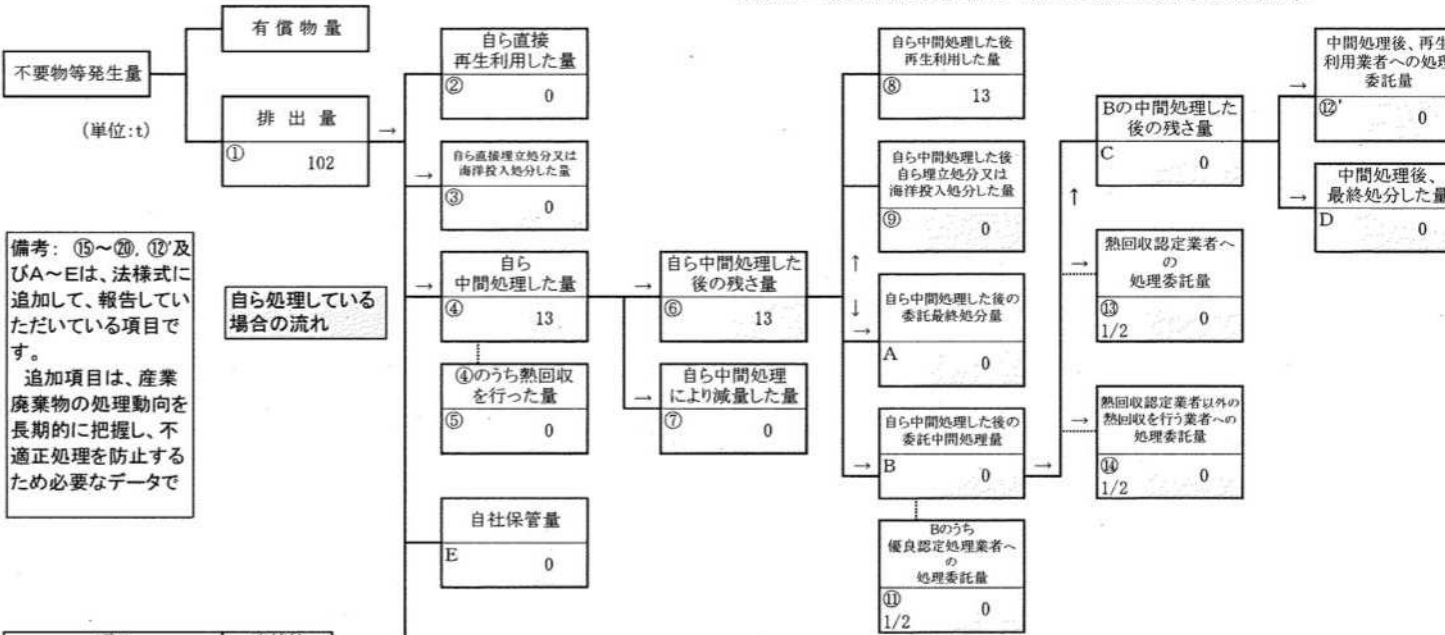 不要物等発生量
(単位:t)
有償物量
排出量
①
102
→
備考: ⑮~⑳, ⑫'及
びA~Eは、法様式に
追加して、報告してい
ただいている項目で
す。
追加項目は、産業
廃棄物の処理動向を
長期的に把握し、不
適正処理を防止する
ため必要なデータで
自ら処理している
場合の流れ
自ら直接
再生利用した量
②
0
→
自ら直接埋立処分又は
海洋投入処分した量
③
0
→
自ら
中間処理した量
④
13
④のうち熱回収
を行った量
⑤
0
自社保管量
E
0
→
自ら中間処理した
後の残さ量
⑥
13
→
自ら中間処理
により減量した量
⑦
0
自ら中間処理した後
再生利用した量
⑧
13
自ら中間処理した後
自ら埋立処分又は
海洋投入処分した量
⑨
0
↑
↓
→
自ら中間処理した後の
委託最終処分量
A
0
→
自ら中間処理した後の
委託中間処理量
B
0
→
Bのうち
優良認定処理業者へ
の
処理委託量
⑪
1/2
0
Bの中間処理した
後の残さ量
C
0
↑
→
熱回収認定業者へ
の
処理委託量
⑬
1/2
0
→
熱回収認定業者以外の
熱回収を行う業者への
処理委託量
⑭
1/2
0
→
中間処理後、再生
利用業者への処理
委託量
⑫'
0
→
中間処理後、
最終処分した量
D
0